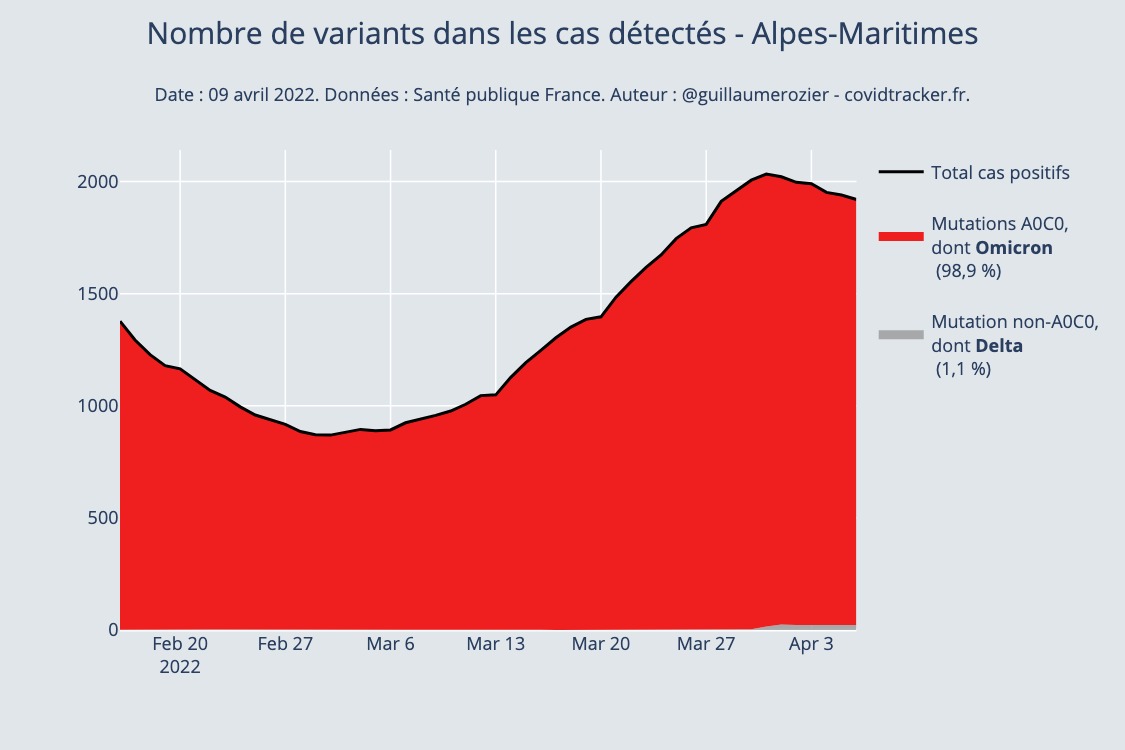 Nombre de variants dans les cas détectés - Alpes-Maritimes
Date : 09 avril 2022. Données : Santé publique France. Auteur : @guillaumerozier - covidtracker.fr.
2000
1500
1000
500
0
Feb 20
2022
Feb 27
Mar 6
Mar 13
Mar 20
Mar 27
Apr 3
Total cas positifs
Mutations A0C0,
dont Omicron
(98,9 %)
Mutation non-A0C0,
dont Delta
(1,1 %)